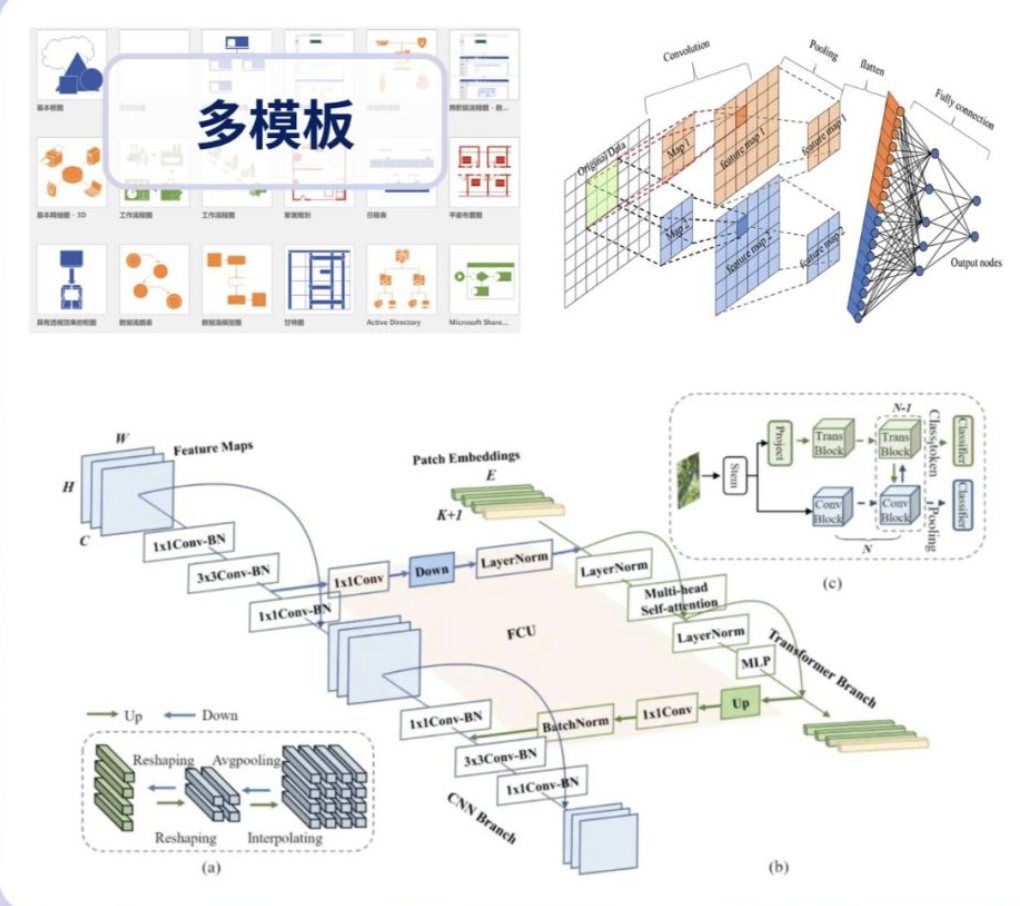 多模板
基本框图
跨职能流程图 - 数...
基本网络图 - 3D
工作流程图
工作流程图
家居规划
日程表
平面布置图
具有透视效果的框图
数据流图表
数据流模型图
甘特图
Active Directory
Microsoft Share...
Convolution
Pooling
flatten
Fully connection
Original Data
Map 1
feature map 1
feature map 1
Map 2
feature map 2
feature map 2
Output nodes
W
H
C
Feature Maps
1x1Conv-BN
3x3Conv-BN
1x1Conv-BN
1x1Conv
Down
LayerNorm
Patch Embeddings
E
K+1
LayerNorm
Multi-head
Self-attention
LayerNorm
MLP
Transformer Branch
FCU
Up
1x1Conv
BatchNorm
1x1Conv-BN
3x3Conv-BN
1x1Conv-BN
CNN Branch
(b)
Up
Down
Reshaping
Avgpooling
Reshaping
Interpolating
(a)
Stem
Project
Trans
Block
N-1
Trans
Block
Class token
Classifier
Conv
Block
Conv
Block
Pooling
Classifier
N
(c)